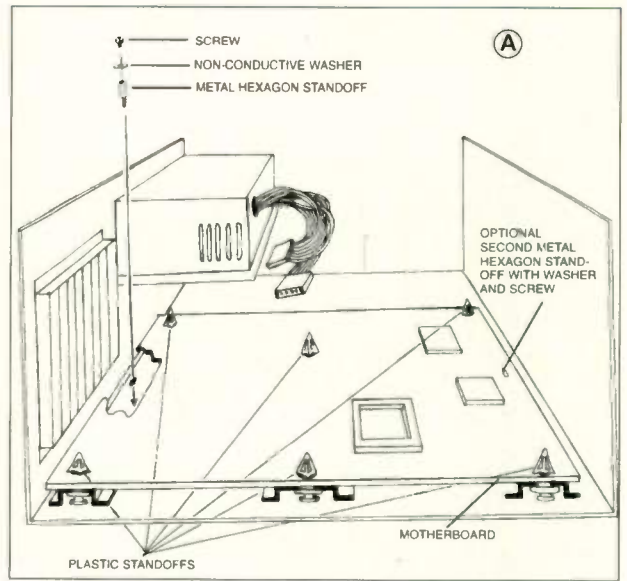 SCREW
NON-CONDUCTIVE WASHER
METAL HEXAGON STANDOFF
A
OPTIONAL
SECOND METAL
HEXAGON STAND-
OFF WITH WASHER
AND SCREW
MOTHERBOARD
PLASTIC STANDOFFS